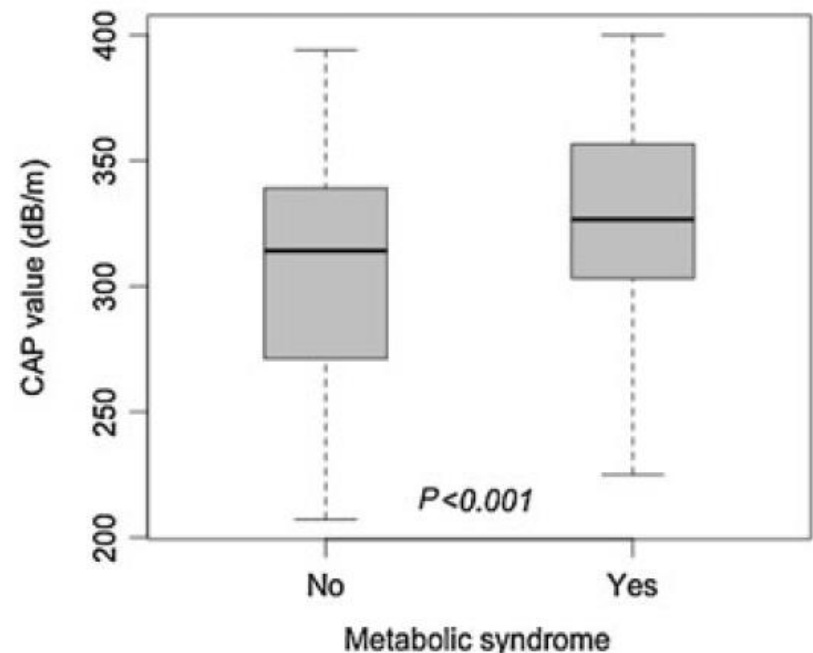 CAP value (dB/m)
400
350
300
250
200
P<0.001
No Yes
Metabolic syndrome